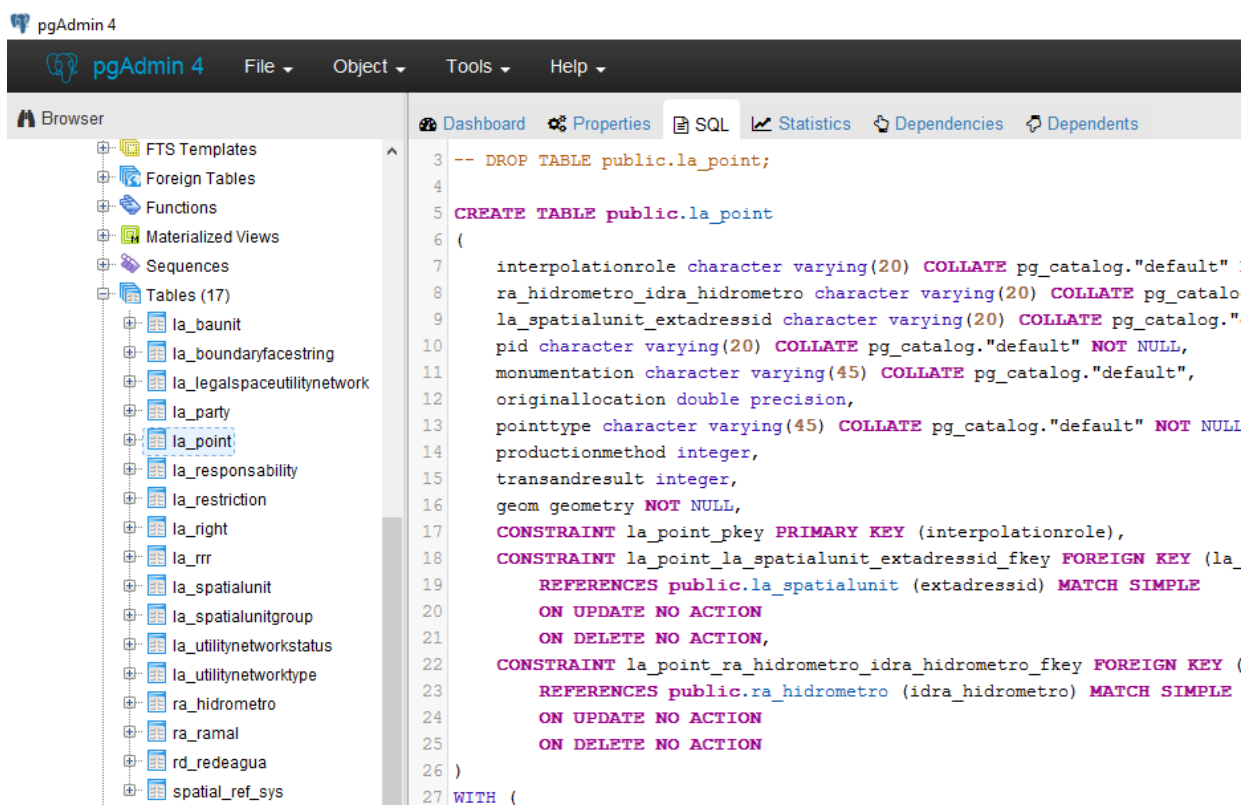 pgAdmin 4
pgAdmin 4 File Object Tools Help
Browser
FTS Templates
Foreign Tables
Functions
Materialized Views
Sequences
Tables (17)
la_baunit
la_boundaryfacestring
la_legalspaceutilitynetwork
la_party
la_point
la_responsability
la_restriction
la_right
la_rrr
la_spatialunit
la_spatialunitgroup
la_utilitynetworkstatus
la_utilitynetworktype
ra_hidrometro
ra_ramal
rd_redeagua
spatial_ref_sys
Dashboard Properties SQL Statistics Dependencies Dependents
3 -- DROP TABLE public.la_point;
4
5 CREATE TABLE public.la_point
6 (
7 interpolationrole character varying(20) COLLATE pg_catalog."default"
8 ra_hidrometro_idra_hidrometro character varying(20) COLLATE pg_catalo
9 la_spatialunit_extadressid character varying(20) COLLATE pg_catalog."
10 pid character varying(20) COLLATE pg_catalog."default" NOT NULL,
11 monumentation character varying(45) COLLATE pg_catalog."default",
12 originallocation double precision,
13 pointtype character varying(45) COLLATE pg_catalog."default" NOT NULL
14 productionmethod integer,
15 transandresult integer,
16 geom geometry NOT NULL,
17 CONSTRAINT la_point_pkey PRIMARY KEY (interpolationrole),
18 CONSTRAINT la_point_la_spatialunit_extadressid_fkey FOREIGN KEY (la_
19 REFERENCES public.la_spatialunit (extadressid) MATCH SIMPLE
20 ON UPDATE NO ACTION
21 ON DELETE NO ACTION,
22 CONSTRAINT la_point_ra_hidrometro_idra_hidrometro_fkey FOREIGN KEY (
23 REFERENCES public.ra_hidrometro (idra_hidrometro) MATCH SIMPLE
24 ON UPDATE NO ACTION
25 ON DELETE NO ACTION
26 )
27 WITH (